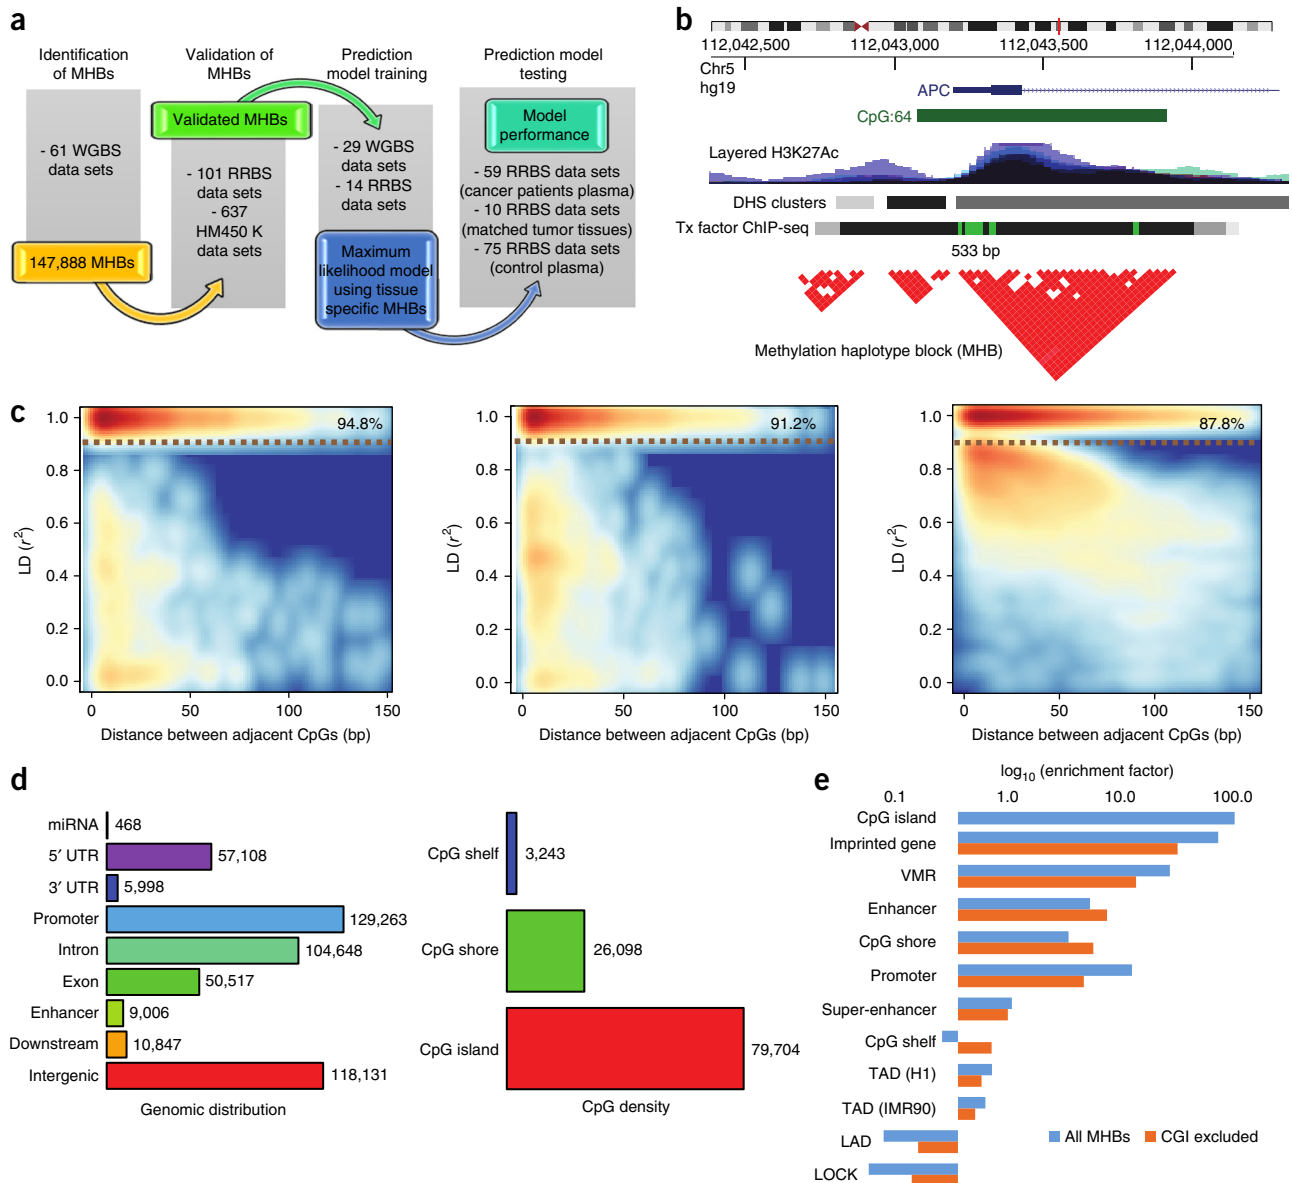 a
Identification
of MHBs
- 61 WGBS
data sets
147,888 MHBs
Validation of
MHBs
Validated MHBs
- 101 RRBS
data sets
- 637
HM450 K
data sets
Prediction
model training
- 29 WGBS
data sets
- 14 RRBS
data sets
Maximum
likelihood model
using tissue
specific MHBs
Prediction model
testing
Model
performance
- 59 RRBS data sets
(cancer patients plasma)
- 10 RRBS data sets
(matched tumor tissues)
- 75 RRBS data sets
(control plasma)
b
112,042,500 112,043,000 112,043,500 112,044,000
Chr5
hg19
APC
CpG:64
Layered H3K27Ac
DHS clusters
Tx factor ChIP-seq
533 bp
Methylation haplotype block (MHB)
c
94.8%
1.0
0.8
0.6
0.4
0.2
0.0
LD (r²)
0 50 100 150
Distance between adjacent CpGs (bp)
91.2%
1.0
0.8
0.6
0.4
0.2
0.0
LD (r²)
0 50 100 150
Distance between adjacent CpGs (bp)
87.8%
1.0
0.8
0.6
0.4
0.2
0.0
LD (r²)
0 50 100 150
Distance between adjacent CpGs (bp)
d
miRNA 468
5′ UTR 57,108
3′ UTR 5,998
Promoter 129,263
Intron 104,648
Exon 50,517
Enhancer 9,006
Downstream 10,847
Intergenic 118,131
Genomic distribution
CpG shelf 3,243
CpG shore 26,098
CpG island 79,704
CpG density
e
log₁₀ (enrichment factor)
0.1 1.0 10.0 100.0
CpG island
Imprinted gene
VMR
Enhancer
CpG shore
Promoter
Super-enhancer
CpG shelf
TAD (H1)
TAD (IMR90)
LAD
LOCK
All MHBs CGI excluded